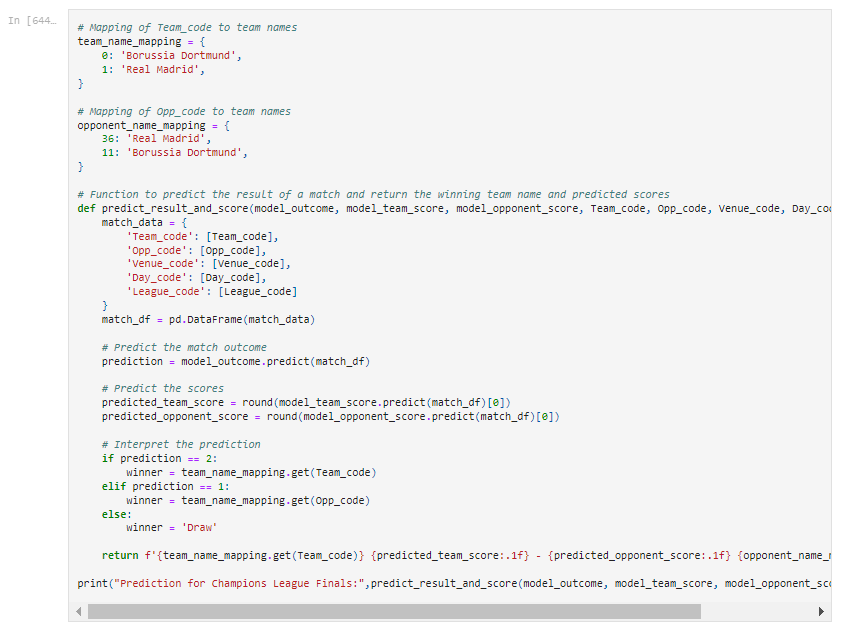 In [644…
# Mapping of Team_code to team names
team_name_mapping = {
    0: 'Borussia Dortmund',
    1: 'Real Madrid',
}

# Mapping of Opp_code to team names
opponent_name_mapping = {
    36: 'Real Madrid',
    11: 'Borussia Dortmund',
}

# Function to predict the result of a match and return the winning team name and predicted scores
def predict_result_and_score(model_outcome, model_team_score, model_opponent_score, Team_code, Opp_code, Venue_code, Day_co
    match_data = {
        'Team_code': [Team_code],
        'Opp_code': [Opp_code],
        'Venue_code': [Venue_code],
        'Day_code': [Day_code],
        'League_code': [League_code]
    }
    match_df = pd.DataFrame(match_data)

    # Predict the match outcome
    prediction = model_outcome.predict(match_df)

    # Predict the scores
    predicted_team_score = round(model_team_score.predict(match_df)[0])
    predicted_opponent_score = round(model_opponent_score.predict(match_df)[0])

    # Interpret the prediction
    if prediction == 2:
        winner = team_name_mapping.get(Team_code)
    elif prediction == 1:
        winner = team_name_mapping.get(Opp_code)
    else:
        winner = 'Draw'

    return f'{team_name_mapping.get(Team_code)} {predicted_team_score:.1f} - {predicted_opponent_score:.1f} {opponent_name_

print("Prediction for Champions League Finals:",predict_result_and_score(model_outcome, model_team_score, model_opponent_sc